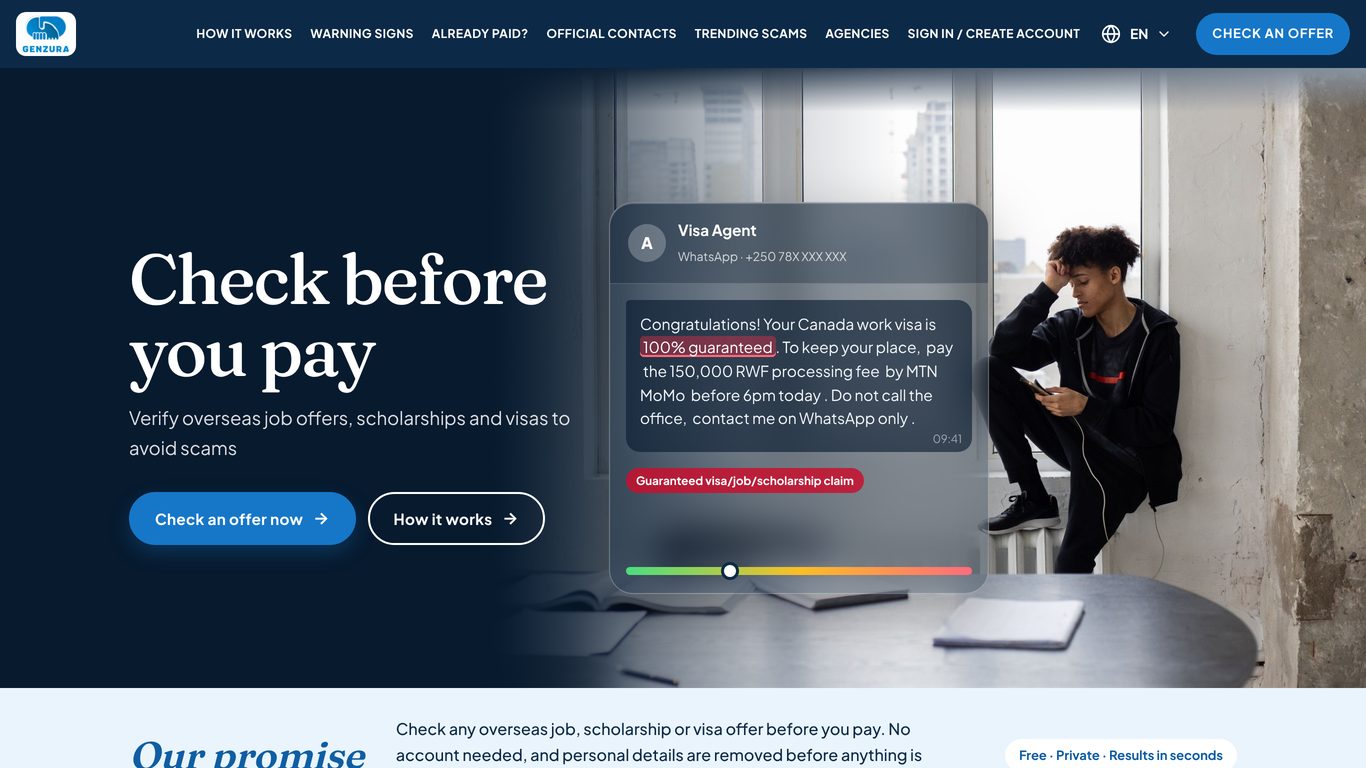 GENZURA
HOW IT WORKS
WARNING SIGNS
ALREADY PAID?
OFFICIAL CONTACTS
TRENDING SCAMS
AGENCIES
SIGN IN / CREATE ACCOUNT
EN
CHECK AN OFFER
Check before
you pay
Verify overseas job offers, scholarships and visas to
avoid scams
Check an offer now →
How it works →
A
Visa Agent
WhatsApp · +250 78X XXX XXX
Congratulations! Your Canada work visa is
100% guaranteed . To keep your place, pay
the 150,000 RWF processing fee by MTN
MoMo before 6pm today . Do not call the
office, contact me on WhatsApp only .
09:41
Guaranteed visa/job/scholarship claim
Our promise
Check any overseas job, scholarship or visa offer before you pay. No
account needed, and personal details are removed before anything is
Free · Private · Results in seconds